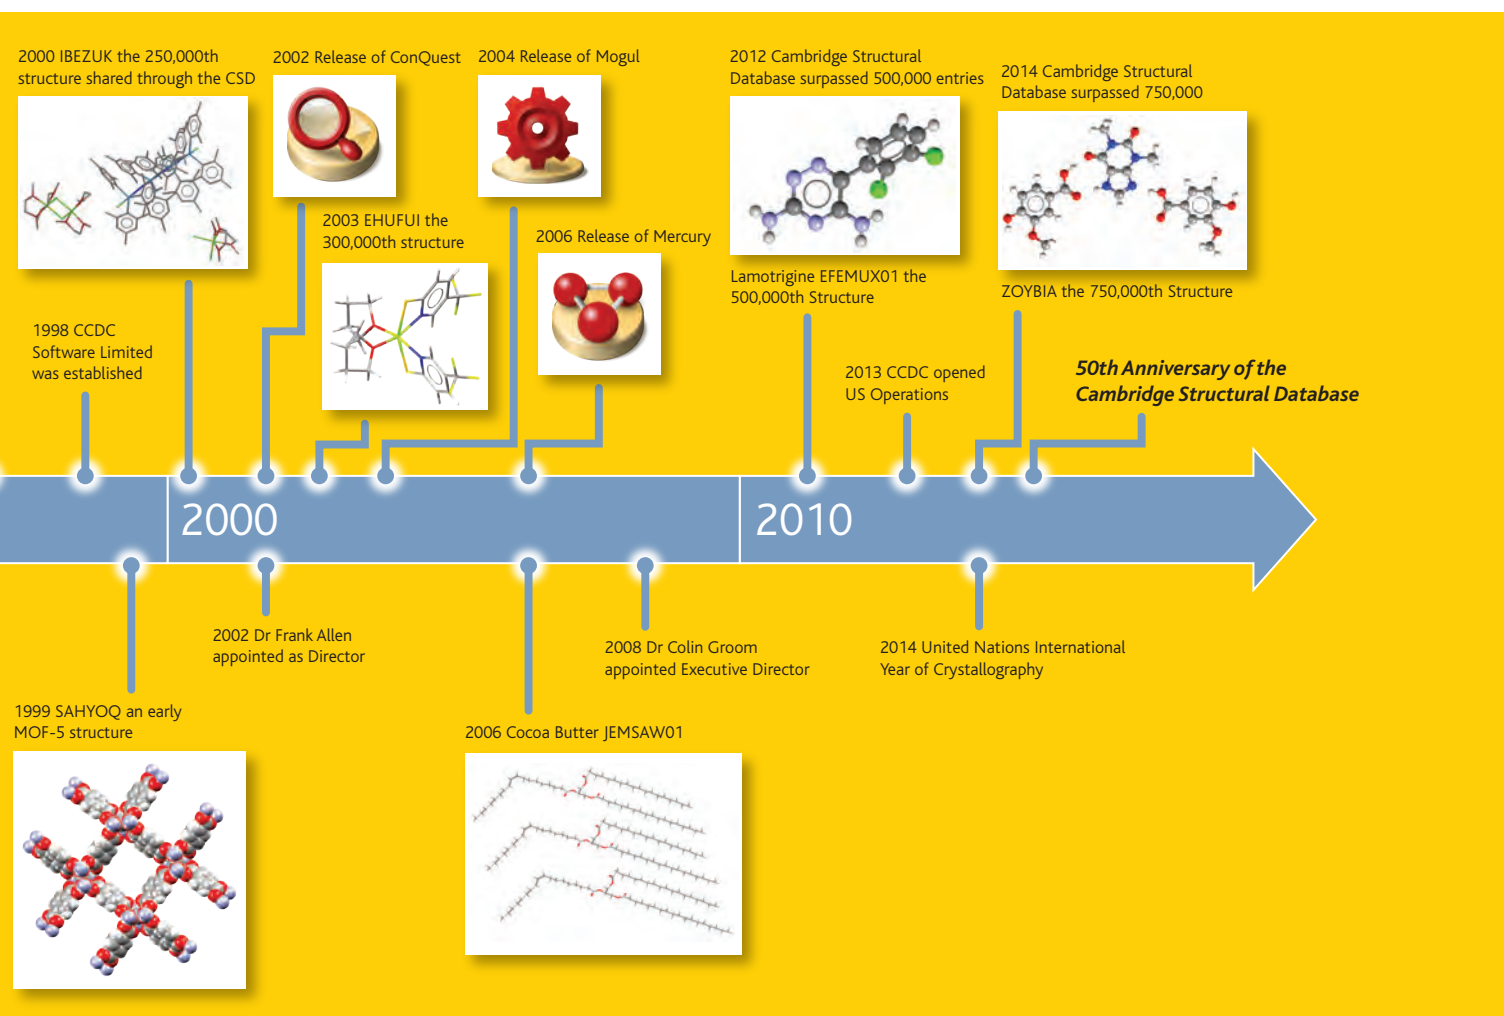 2000 IBEZUK the 250,000th
structure shared through the CSD
2002 Release of ConQuest
2004 Release of Mogul
2012 Cambridge Structural
Database surpassed 500,000 entries
2014 Cambridge Structural
Database surpassed 750,000
2003 EHUFUI the
300,000th structure
2006 Release of Mercury
Lamotrigine EFEMUX01 the
500,000th Structure
ZOYBIA the 750,000th Structure
1998 CCDC
Software Limited
was established
2013 CCDC opened
US Operations
50th Anniversary of the
Cambridge Structural Database
2000
2010
2002 Dr Frank Allen
appointed as Director
2008 Dr Colin Groom
appointed Executive Director
2014 United Nations International
Year of Crystallography
1999 SAHYOQ an early
MOF-5 structure
2006 Cocoa Butter JEMSAW01